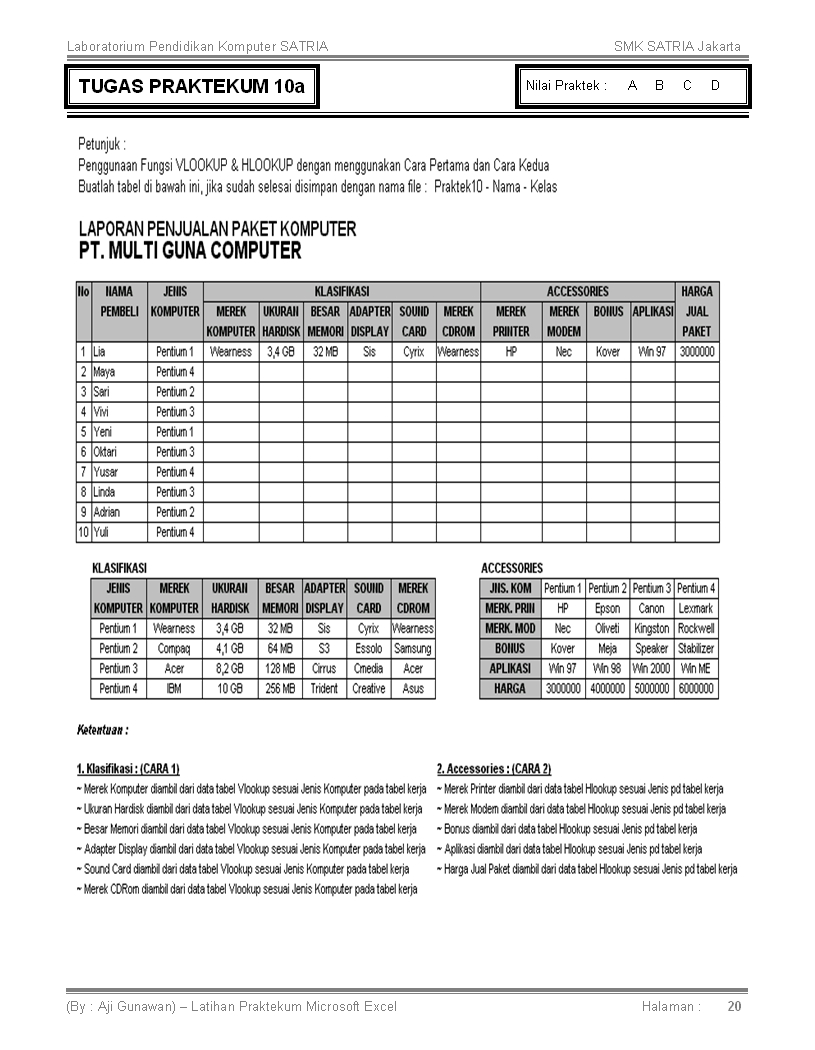 Laboratorium Pendidikan Komputer SATRIA SMK SATRIA Jakarta
TUGAS PRAKTEKUM 10a Nilai Praktek : A B C D
Petunjuk :
Penggunaan Fungsi VLOOKUP & HLOOKUP dengan menggunakan Cara Pertama dan Cara Kedua
Buatlah tabel di bawah ini, jika sudah selesai disimpan dengan nama file : Praktek10 - Nama - Kelas
LAPORAN PENJUALAN PAKET KOMPUTER
PT. MULTI GUNA COMPUTER
No NAMA JENIS KLASIFIKASI ACCESSORIES HARGA
PEMBELI KOMPUTER MEREK UKURAN BESAR ADAPTER SOUND MEREK MEREK MEREK BONUS APLIKASI JUAL
KOMPUTER HARDISK MEMORI DISPLAY CARD CDROM PRINTER MODEM PAKET
1 Lia Pentium 1 Wearness 3,4 GB 32 MB Sis Cyrix Wearness HP Nec Kover Win 97 3000000
2 Maya Pentium 4
3 Sari Pentium 2
4 Vivi Pentium 3
5 Yeni Pentium 1
6 Oktari Pentium 3
7 Yusar Pentium 4
8 Linda Pentium 3
9 Adrian Pentium 2
10 Yuli Pentium 4
KLASIFIKASI
JENIS MEREK UKURAN BESAR ADAPTER SOUND MEREK
KOMPUTER KOMPUTER HARDISK MEMORI DISPLAY CARD CDROM
Pentium 1 Wearness 3,4 GB 32 MB Sis Cyrix Wearness
Pentium 2 Compaq 4,1 GB 64 MB S3 Essolo Samsung
Pentium 3 Acer 8,2 GB 128 MB Cirrus Cmedia Acer
Pentium 4 IBM 10 GB 256 MB Trident Creative Asus
ACCESSORIES
JNS. KOM Pentium 1 Pentium 2 Pentium 3 Pentium 4
MERK. PRIN HP Epson Canon Lexmark
MERK. MOD Nec Oliveti Kingston Rockwell
BONUS Kover Meja Speaker Stabilizer
APLIKASI Win 97 Win 98 Win 2000 Win ME
HARGA 3000000 4000000 5000000 6000000
Ketentuan :
1. Klasifikasi : (CARA 1)
~ Merek Komputer diambil dari data tabel Vlookup sesuai Jenis Komputer pada tabel kerja
~ Ukuran Hardisk diambil dari data tabel Vlookup sesuai Jenis Komputer pada tabel kerja
~ Besar Memori diambil dari data tabel Vlookup sesuai Jenis Komputer pada tabel kerja
~ Adapter Display diambil dari data tabel Vlookup sesuai Jenis Komputer pada tabel kerja
~ Sound Card diambil dari data tabel Vlookup sesuai Jenis Komputer pada tabel kerja
~ Merek CDRom diambil dari data tabel Vlookup sesuai Jenis Komputer pada tabel kerja
2. Accessories : (CARA 2)
~ Merek Printer diambil dari data tabel Hlookup sesuai Jenis pd tabel kerja
~ Merek Modem diambil dari data tabel Hlookup sesuai Jenis pd tabel kerja
~ Bonus diambil dari data tabel Hlookup sesuai Jenis pd tabel kerja
~ Aplikasi diambil dari data tabel Hlookup sesuai Jenis pd tabel kerja
~ Harga Jual Paket diambil dari data tabel Hlookup sesuai Jenis pd tabel kerja
(By : Aji Gunawan) – Latihan Praktekum Microsoft Excel Halaman : 20